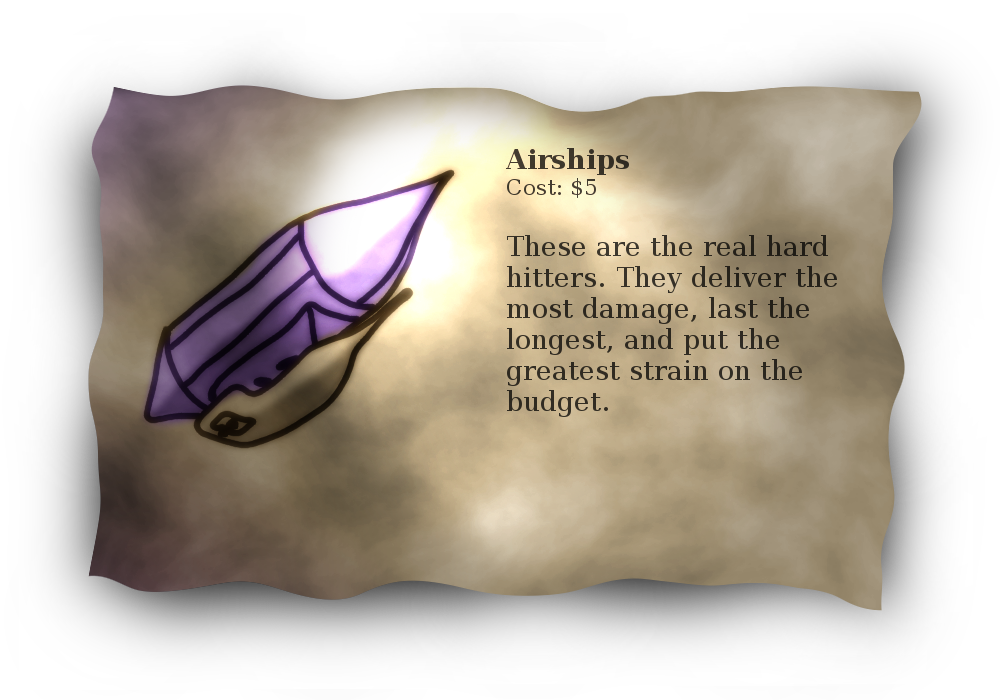 Airships
Cost: $5
These are the real hard
hitters. They deliver the
most damage, last the
longest, and put the
greatest strain on the
budget.